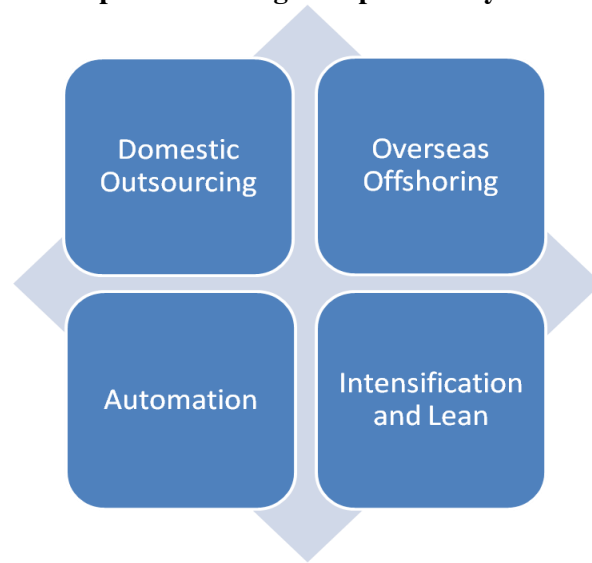 Domestic
Outsourcing
Overseas
Offshoring
Automation
Intensification
and Lean